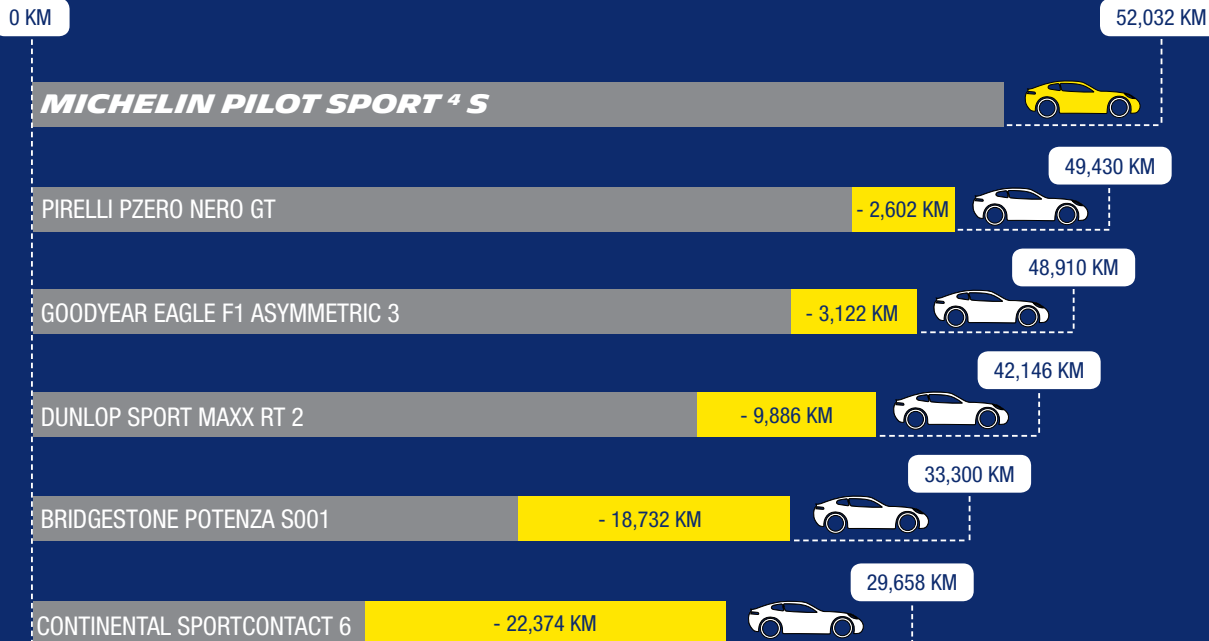 0 KM
52,032 KM
MICHELIN PILOT SPORT 4 S
49,430 KM
PIRELLI PZERO NERO GT
- 2,602 KM
48,910 KM
GOODYEAR EAGLE F1 ASYMMETRIC 3
- 3,122 KM
42,146 KM
DUNLOP SPORT MAXX RT 2
- 9,886 KM
33,300 KM
BRIDGESTONE POTENZA S001
- 18,732 KM
29,658 KM
CONTINENTAL SPORTCONTACT 6
- 22,374 KM